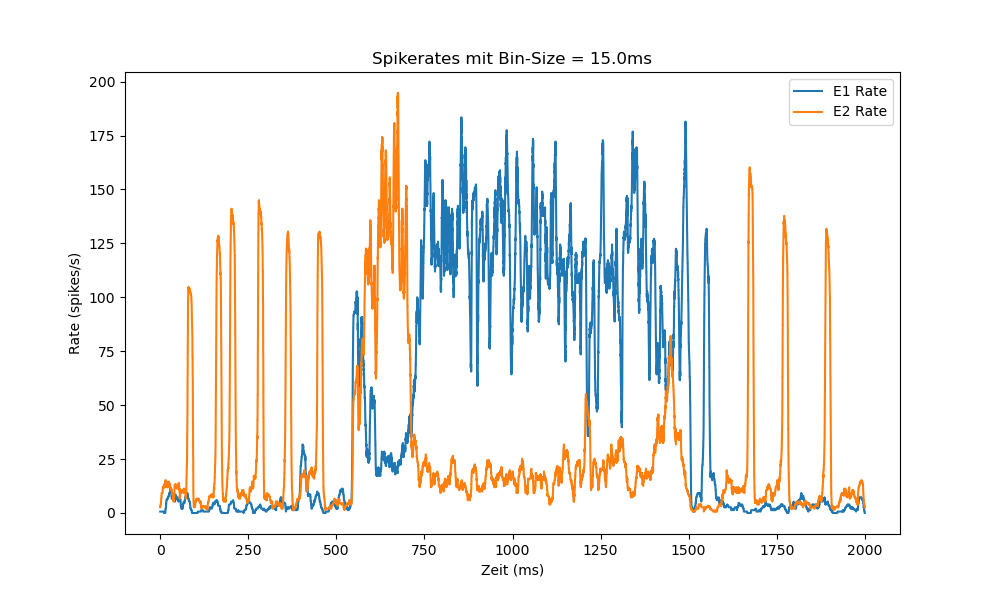 Spikerates mit Bin-Size = 15.0ms
E1 Rate
E2 Rate
Rate (spikes/s)
200
175
150
125
100
75
50
25
0
0 250 500 750 1000 1250 1500 1750 2000
Zeit (ms)